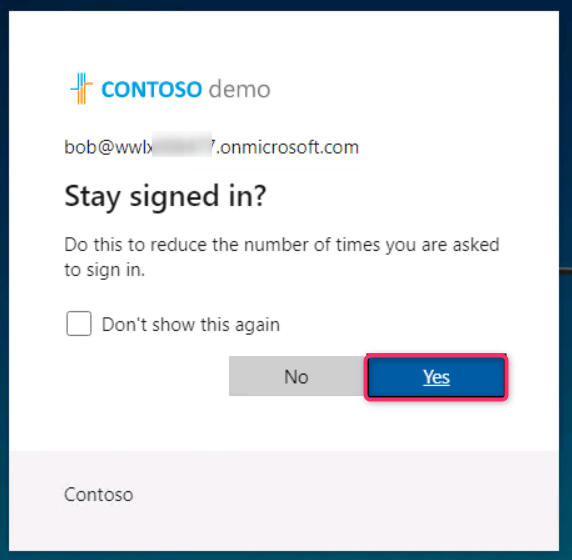 CONTOSO demo
bob@wwlx 7.onmicrosoft.com
Stay signed in?
Do this to reduce the number of times you are asked
to sign in.
Don't show this again
No
Yes
Contoso